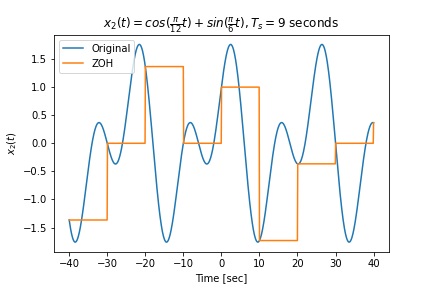 x₂(t) = cos(π/12 t) + sin(π/6 t), Tₛ = 9 seconds
Original
ZOH
1.5
1.0
0.5
0.0
−0.5
−1.0
−1.5
x₂(t)
−40 −30 −20 −10 0 10 20 30 40
Time [sec]